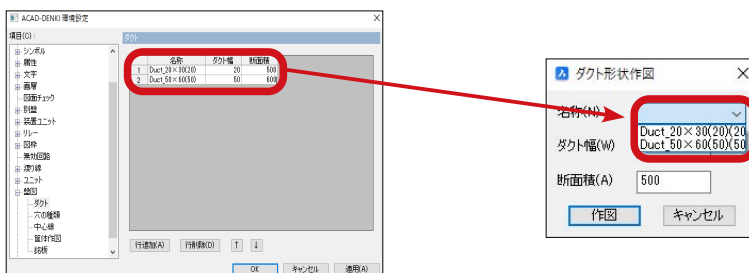 ACAD-DENKI 環境設定
項目(C) :
シンボル
属性
文字
画層
図面チェック
別盤
装置ユニット
リレー
図枠
無効回路
渡り線
ユニット
盤図
ダクト
穴の種類
中心線
筐体作図
銘板
ダクト
名称 ダクト幅 断面積
1 Duct_20×30(20) 20 500
2 Duct_50×60(50) 50 600
行追加(A) 行削除(D) ↑ ↓
OK キャンセル 適用(A)
ダクト形状作図
名称(N)
Duct_20×30(20)(20
ダクト幅(W) Duct_50×60(50)(50
断面積(A) 500
作図 キャンセル